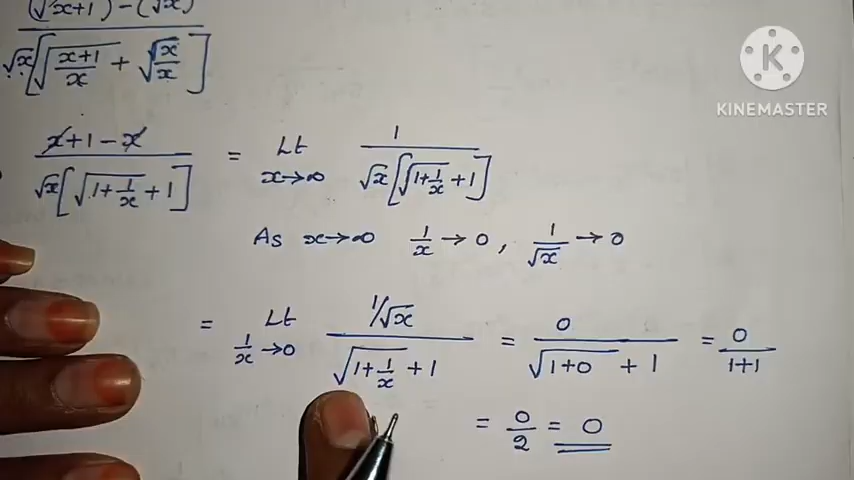 (√x+1) - (√x)
√x[√x+1/x + √x/x]
K
KINEMASTER
x+1-x / √x[√1+1/x +1] = Lt x→∞ 1 / √x[√1+1/x +1]
As x→∞ 1/x →0, 1/√x →0
= Lt 1/x →0 1/√x / √1+1/x +1 = 0 / √1+0 + 1 = 0 / 1+1
= 0/2 = 0